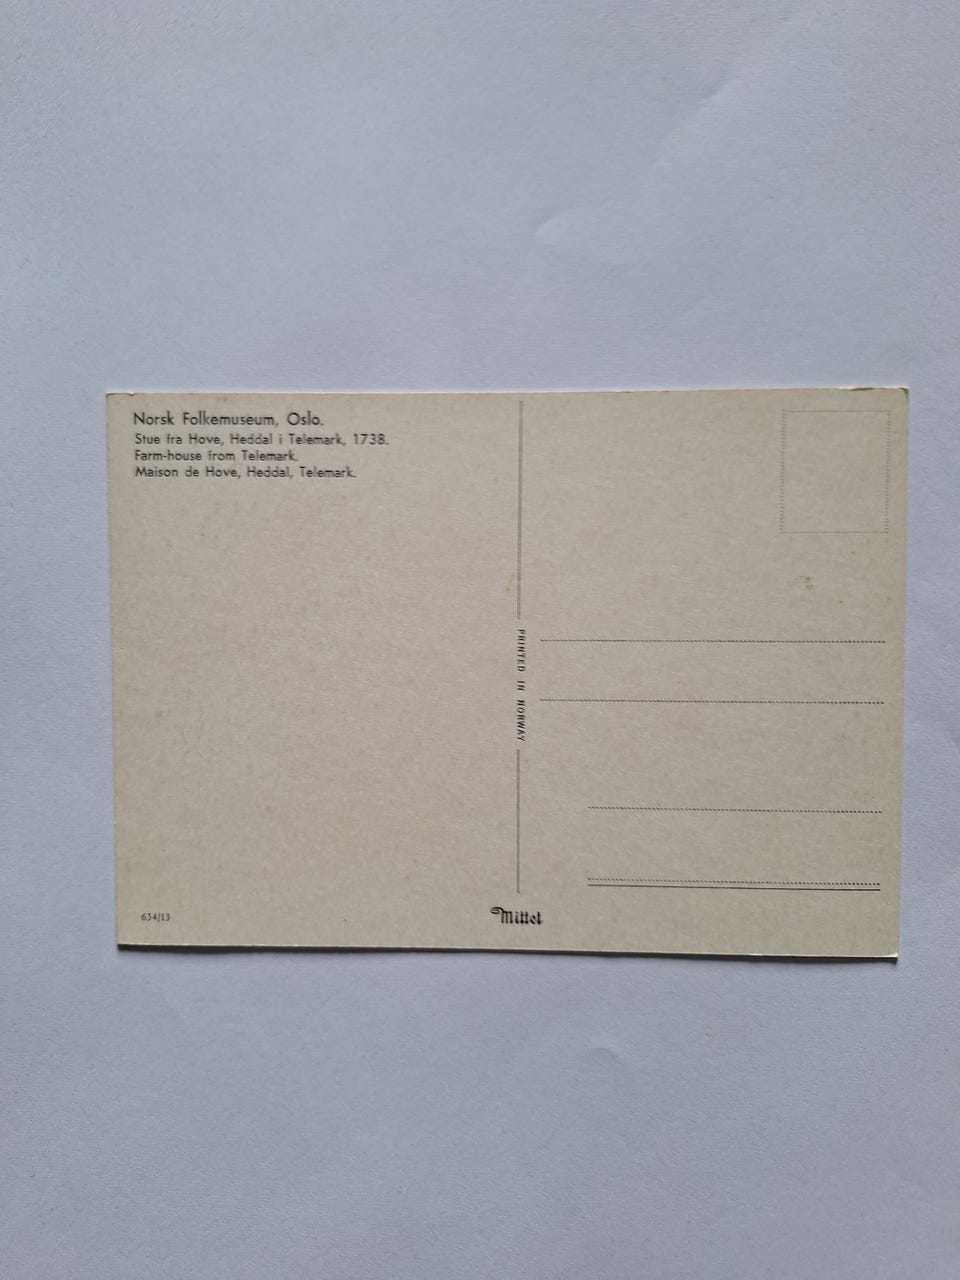 Norsk Folkemuseum, Oslo.
Stue fra Hove, Heddal i Telemark, 1738.
Farm-house from Telemark.
Maison de Hove, Heddal, Telemark.
PRINTED IN NORWAY
654/13
Mittet